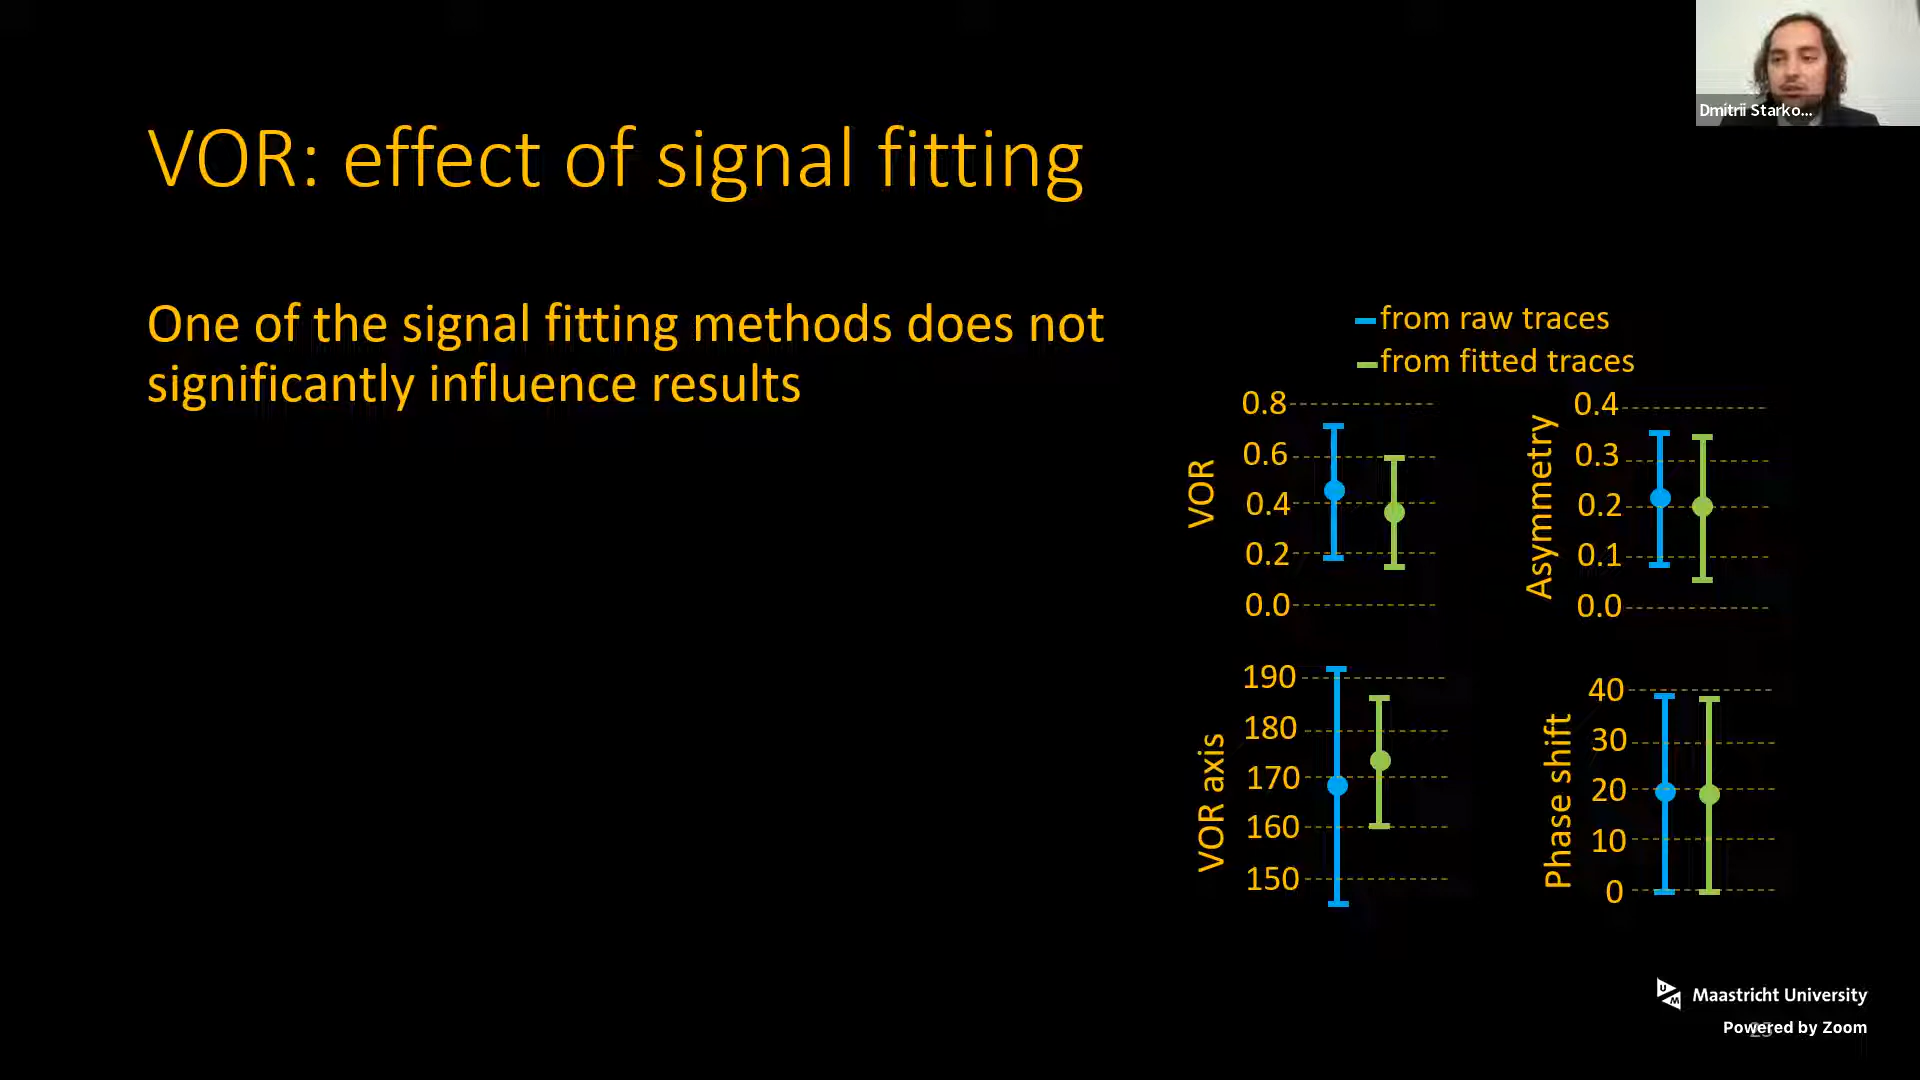 Dmitrii Starko...
VOR: effect of signal fitting
One of the signal fitting methods does not
significantly influence results
from raw traces
from fitted traces
VOR
0.8
0.6
0.4
0.2
0.0
Asymmetry
0.4
0.3
0.2
0.1
0.0
VOR axis
190
180
170
160
150
Phase shift
40
30
20
10
0
UM
Maastricht University
Powered by Zoom